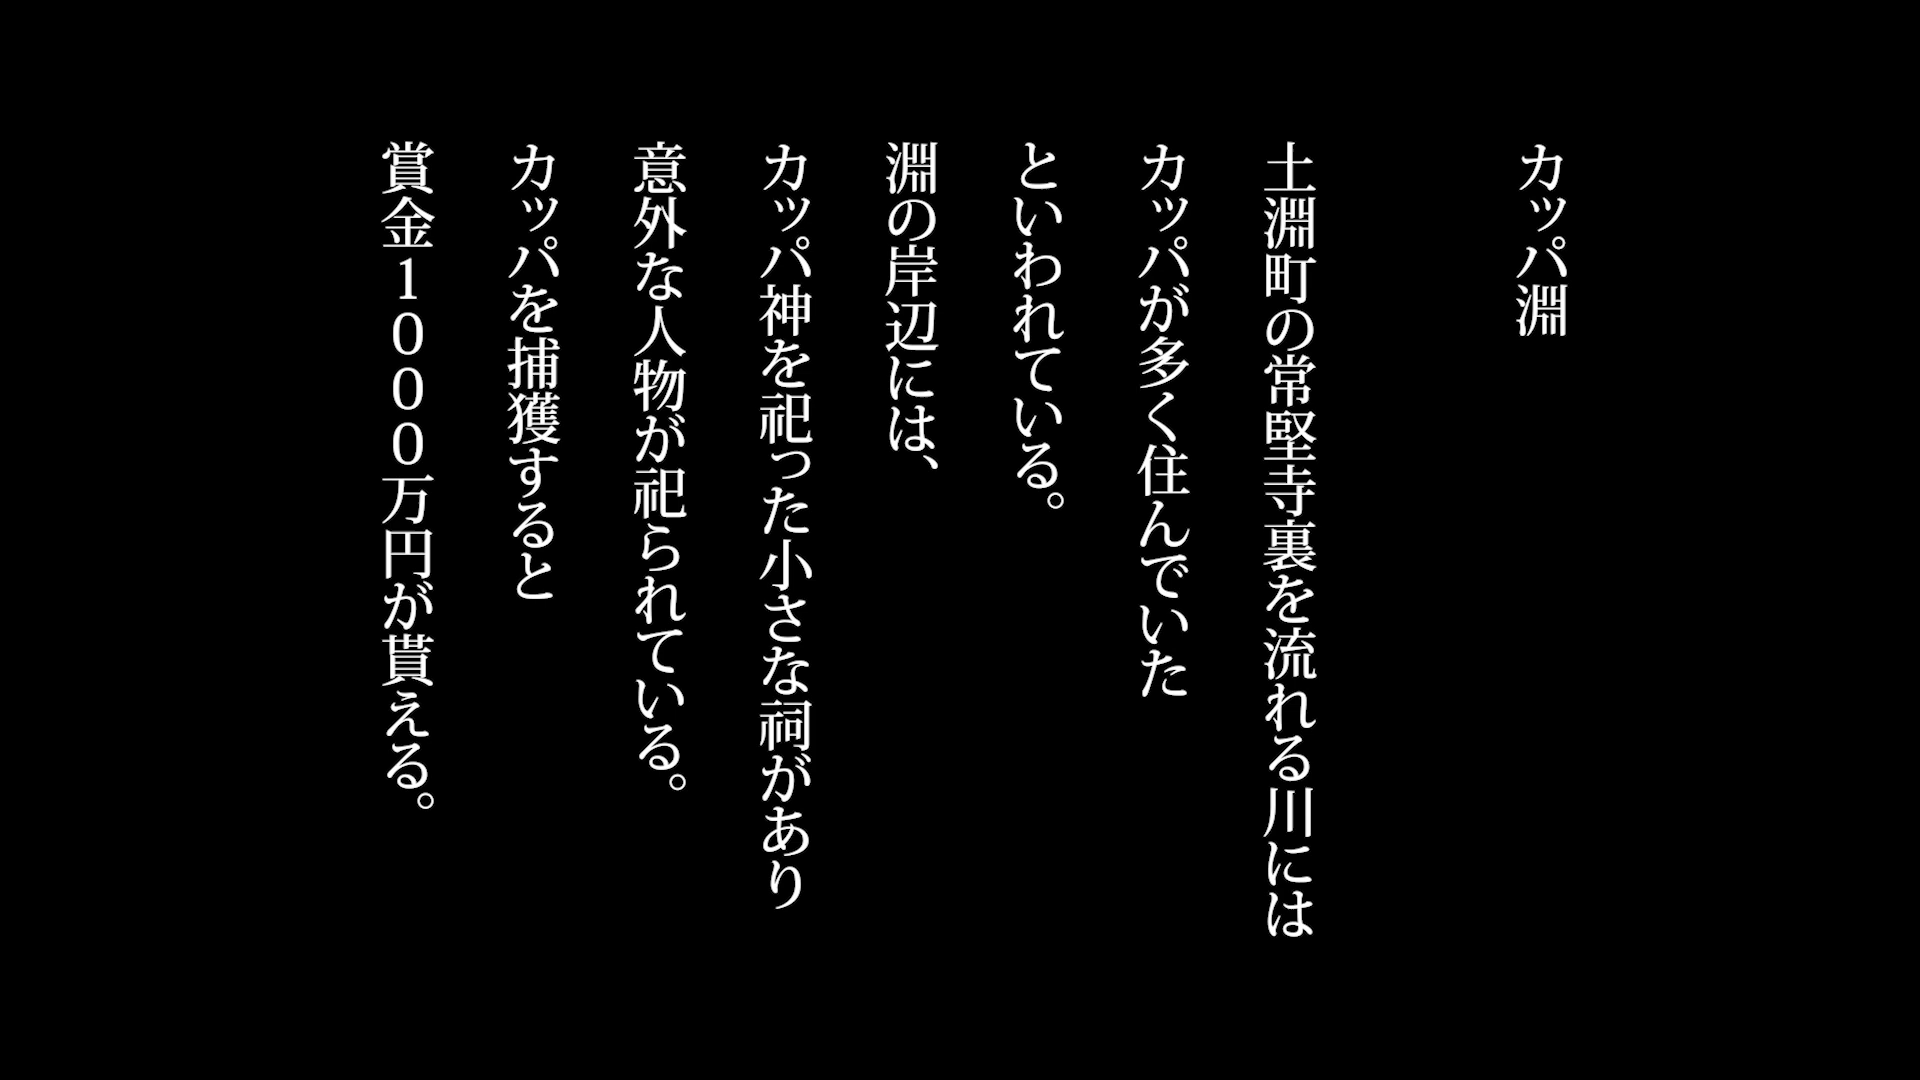 カッパ淵
土淵町の常堅寺裏を流れる川には
カッパが多く住んでいた
といわれている。
淵の岸辺には、
カッパ神を祀った小さな祠があり
意外な人物が祀られている。
カッパを捕獲すると
賞金1000万円が貰える。